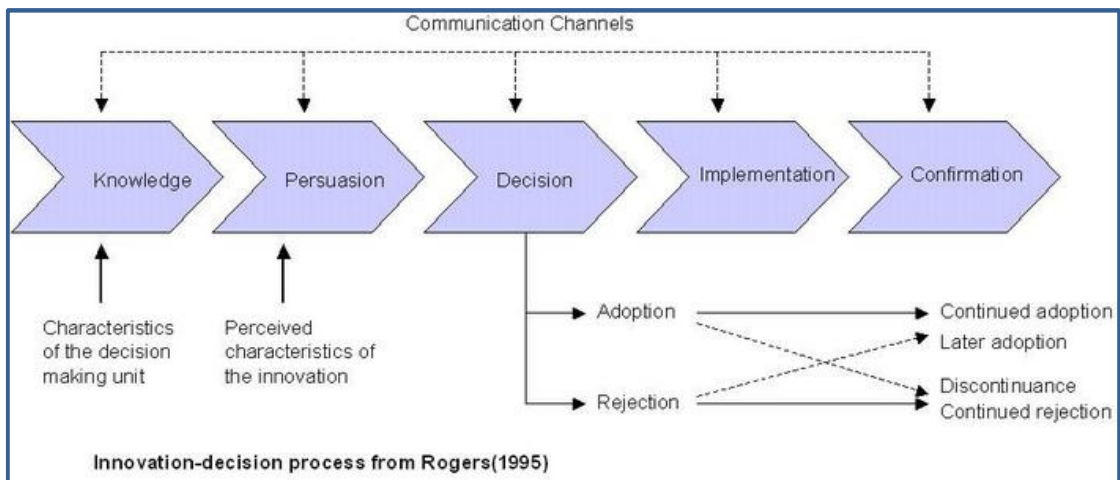 Communication Channels
Knowledge
Persuasion
Decision
Implementation
Confirmation
Characteristics
of the decision
making unit
Perceived
characteristics of
the innovation
Adoption
Rejection
Continued adoption
Later adoption
Discontinuance
Continued rejection
Innovation-decision process from Rogers(1995)